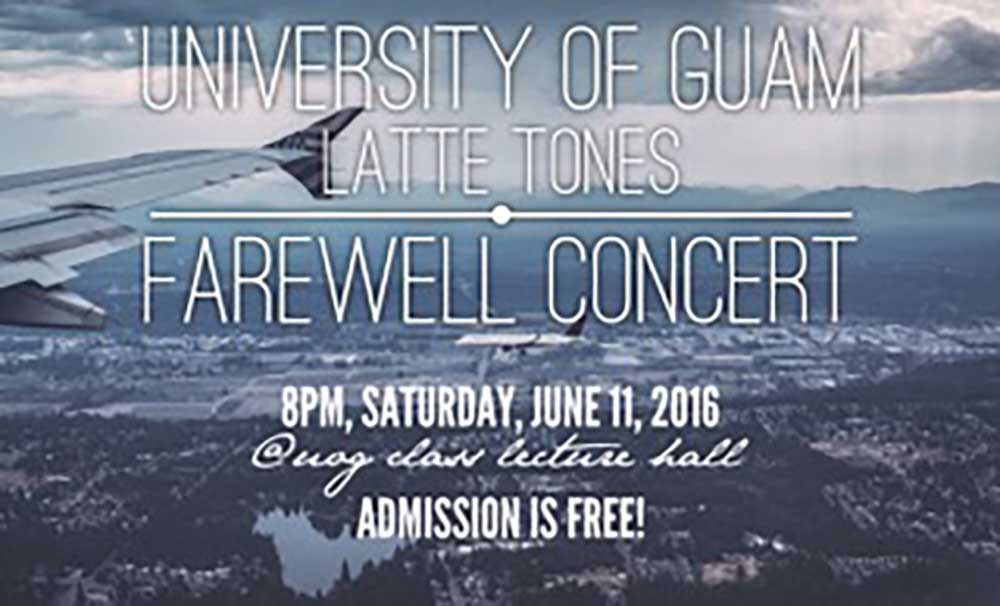 UNIVERSITY OF GUAM
LATTE TONES
FAREWELL CONCERT
8PM, SATURDAY, JUNE 11, 2016
@uog class lecture hall
ADMISSION IS FREE!